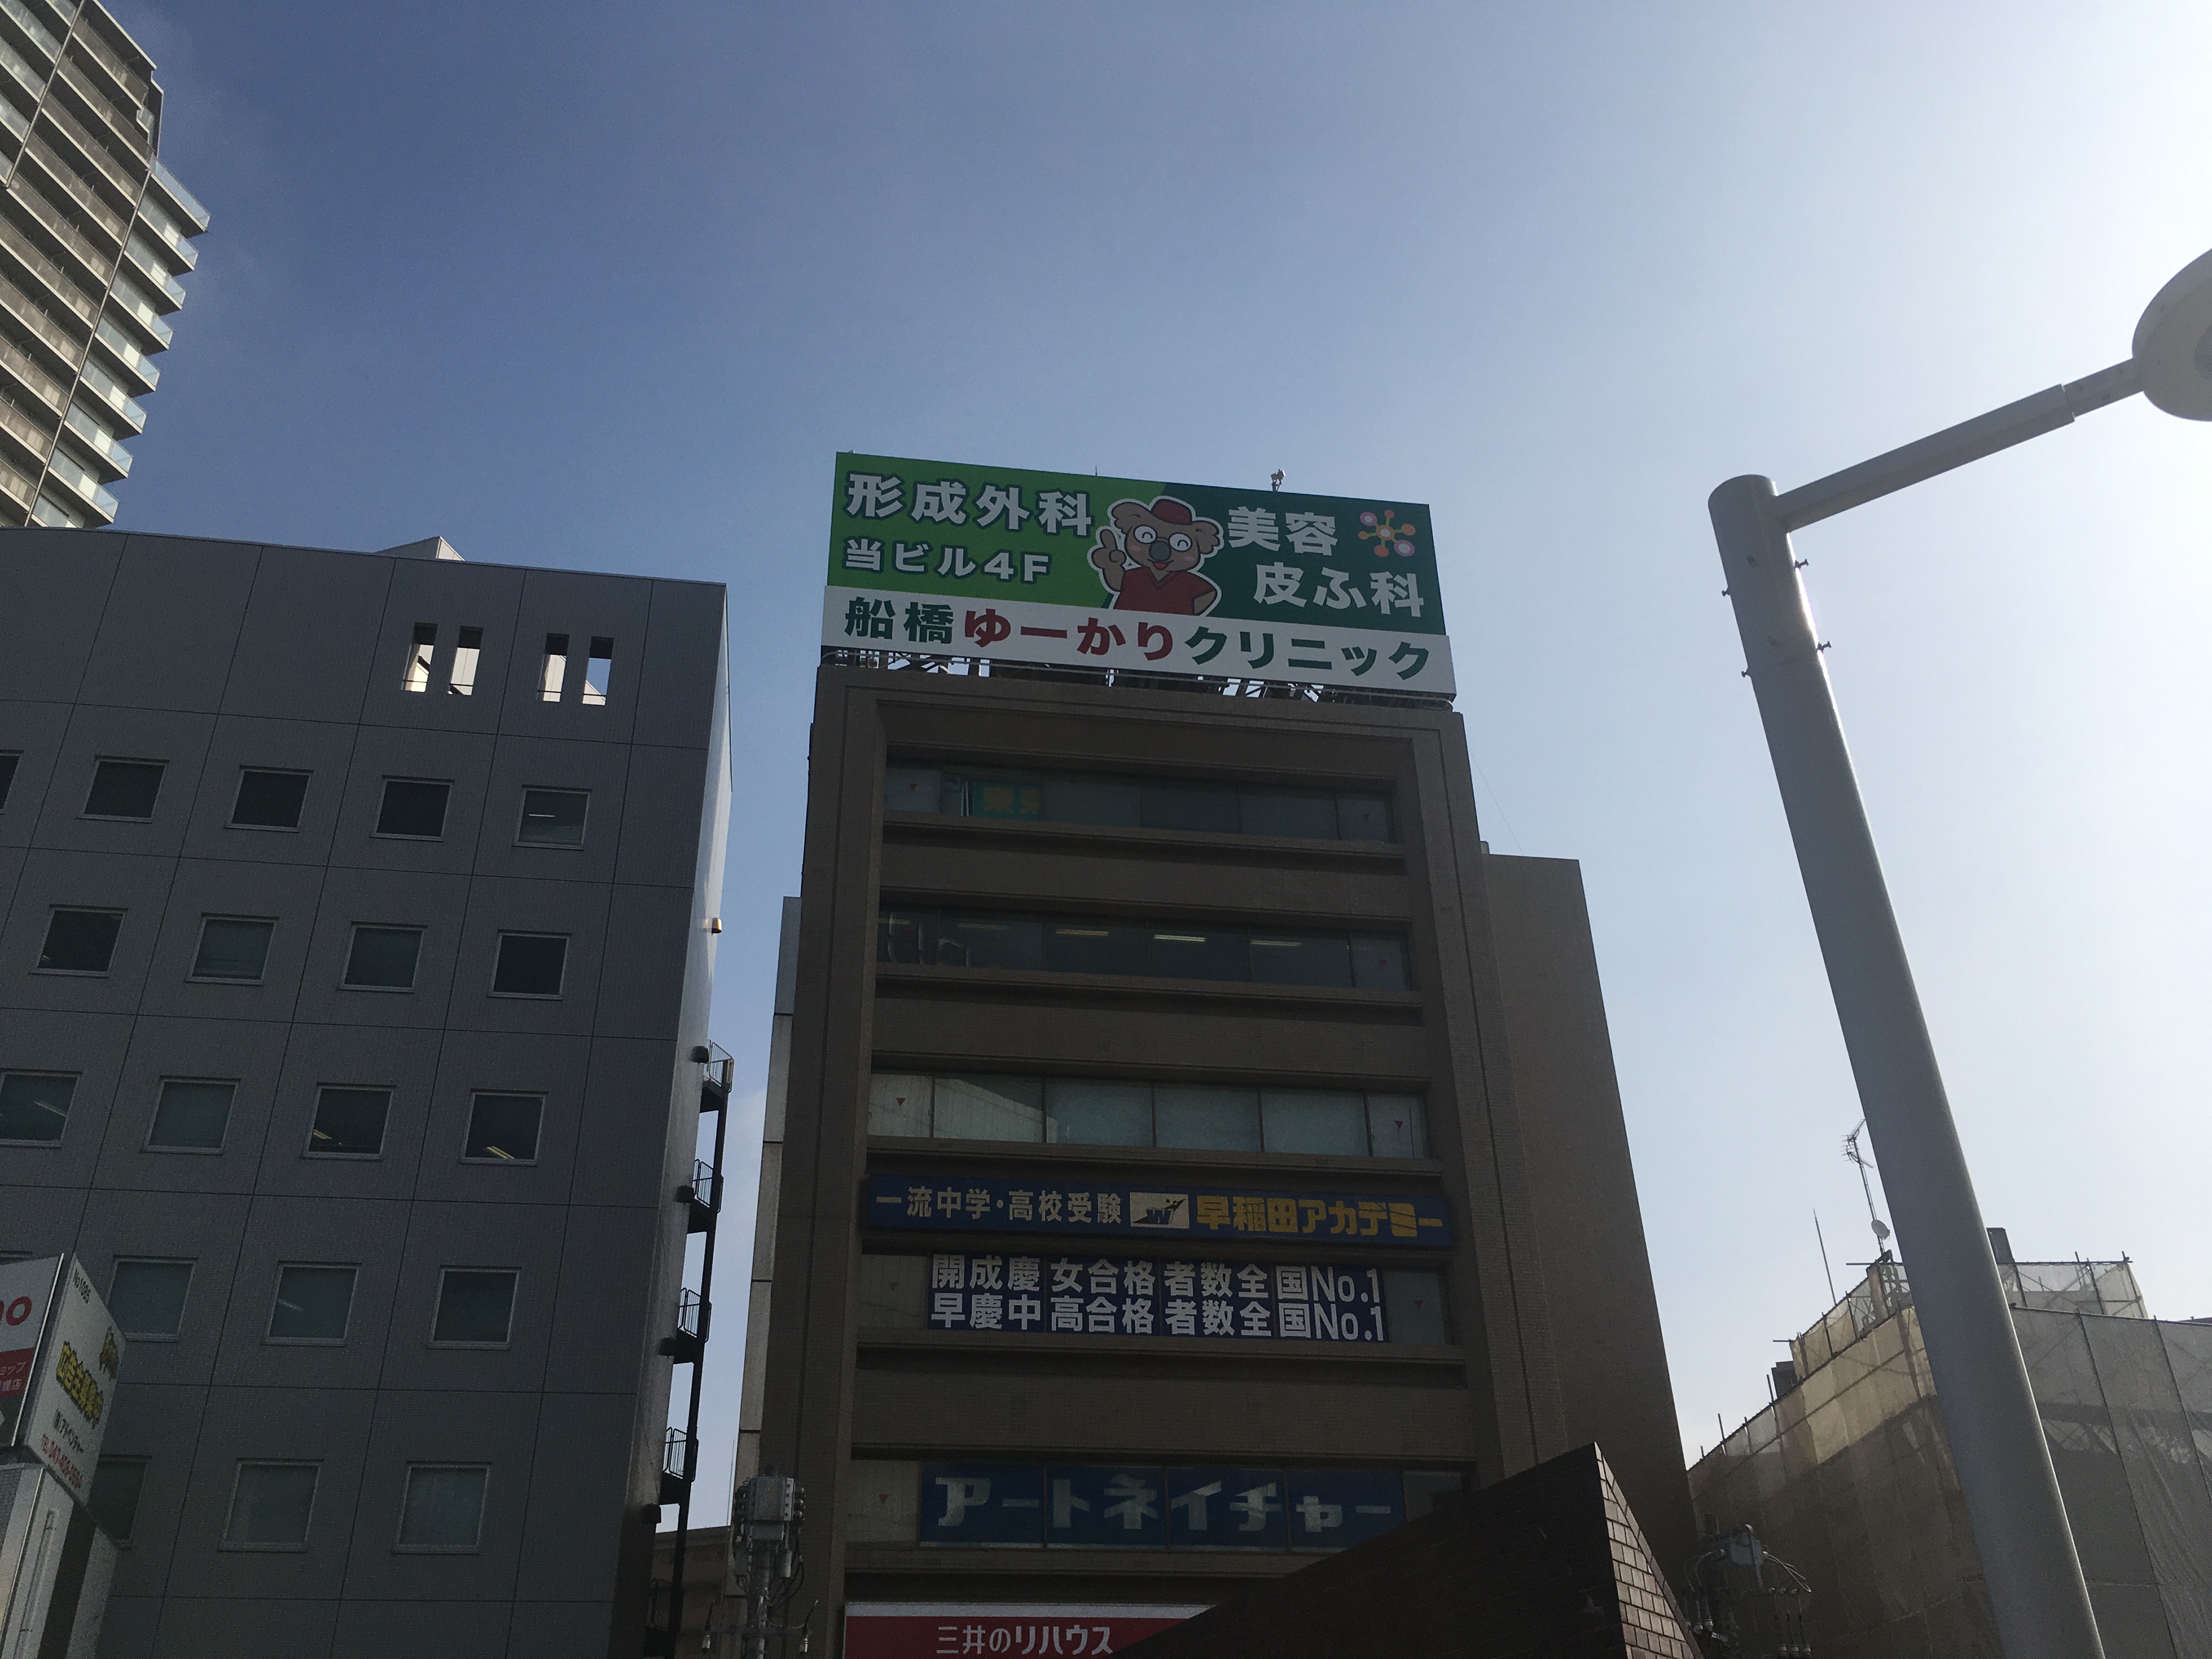 形成外科
当ビル4F
美容
皮ふ科
船橋ゆーかりクリニック
一流中学・高校受験 早稲田アカデミー
開成慶女合格者数全国No.1
早慶中高合格者数全国No.1
アートネイチャー
三井のリハウス